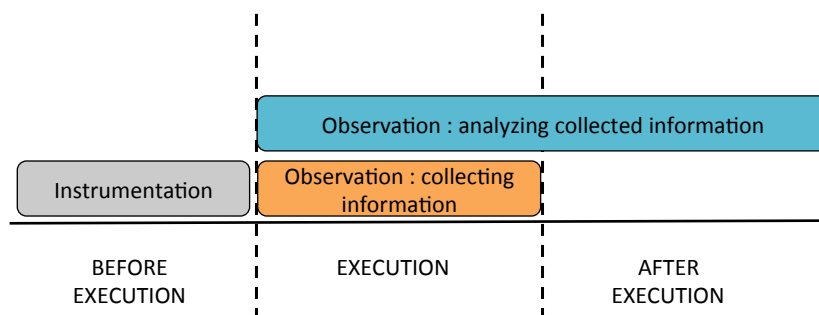 Observation : analyzing collected information
Instrumentation
Observation : collecting
information
BEFORE
EXECUTION
EXECUTION
AFTER
EXECUTION